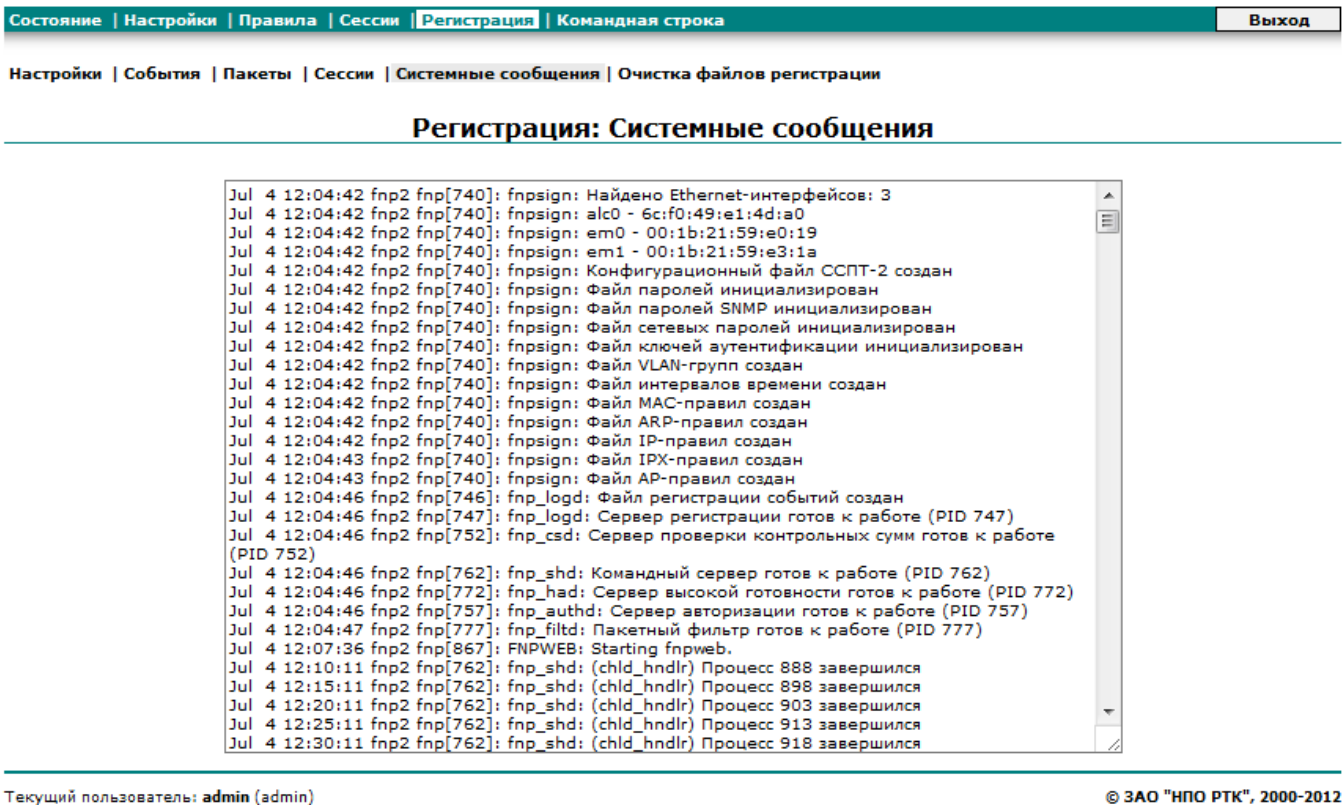 Состояние | Настройки | Правила | Сессии | Регистрация | Командная строка Выход
Настройки | События | Пакеты | Сессии | Системные сообщения | Очистка файлов регистрации
Регистрация: Системные сообщения
Jul 4 12:04:42 fnp2 fnp[740]: fnpsign: Найдено Ethernet-интерфейсов: 3
Jul 4 12:04:42 fnp2 fnp[740]: fnpsign: alc0 - 6c:f0:49:e1:4d:a0
Jul 4 12:04:42 fnp2 fnp[740]: fnpsign: em0 - 00:1b:21:59:e0:19
Jul 4 12:04:42 fnp2 fnp[740]: fnpsign: em1 - 00:1b:21:59:e3:1a
Jul 4 12:04:42 fnp2 fnp[740]: fnpsign: Конфигурационный файл ССПТ-2 создан
Jul 4 12:04:42 fnp2 fnp[740]: fnpsign: Файл паролей инициализирован
Jul 4 12:04:42 fnp2 fnp[740]: fnpsign: Файл паролей SNMP инициализирован
Jul 4 12:04:42 fnp2 fnp[740]: fnpsign: Файл сетевых паролей инициализирован
Jul 4 12:04:42 fnp2 fnp[740]: fnpsign: Файл ключей аутентификации инициализирован
Jul 4 12:04:42 fnp2 fnp[740]: fnpsign: Файл VLAN-групп создан
Jul 4 12:04:42 fnp2 fnp[740]: fnpsign: Файл интервалов времени создан
Jul 4 12:04:42 fnp2 fnp[740]: fnpsign: Файл MAC-правил создан
Jul 4 12:04:42 fnp2 fnp[740]: fnpsign: Файл ARP-правил создан
Jul 4 12:04:42 fnp2 fnp[740]: fnpsign: Файл IP-правил создан
Jul 4 12:04:43 fnp2 fnp[740]: fnpsign: Файл IPX-правил создан
Jul 4 12:04:43 fnp2 fnp[740]: fnpsign: Файл AP-правил создан
Jul 4 12:04:46 fnp2 fnp[746]: fnp_logd: Файл регистрации событий создан
Jul 4 12:04:46 fnp2 fnp[747]: fnp_logd: Сервер регистрации готов к работе (PID 747)
Jul 4 12:04:46 fnp2 fnp[752]: fnp_csd: Сервер проверки контрольных сумм готов к работе
(PID 752)
Jul 4 12:04:46 fnp2 fnp[762]: fnp_shd: Командный сервер готов к работе (PID 762)
Jul 4 12:04:46 fnp2 fnp[772]: fnp_had: Сервер высокой готовности готов к работе (PID 772)
Jul 4 12:04:46 fnp2 fnp[757]: fnp_authd: Сервер авторизации готов к работе (PID 757)
Jul 4 12:04:47 fnp2 fnp[777]: fnp_filtd: Пакетный фильтр готов к работе (PID 777)
Jul 4 12:07:36 fnp2 fnp[867]: FNPWEB: Starting fnpweb.
Jul 4 12:10:11 fnp2 fnp[762]: fnp_shd: (chld_hndlr) Процесс 888 завершился
Jul 4 12:15:11 fnp2 fnp[762]: fnp_shd: (chld_hndlr) Процесс 898 завершился
Jul 4 12:20:11 fnp2 fnp[762]: fnp_shd: (chld_hndlr) Процесс 903 завершился
Jul 4 12:25:11 fnp2 fnp[762]: fnp_shd: (chld_hndlr) Процесс 913 завершился
Jul 4 12:30:11 fnp2 fnp[762]: fnp_shd: (chld_hndlr) Процесс 918 завершился
Текущий пользователь: admin (admin) © ЗАО "НПО РТК", 2000-2012